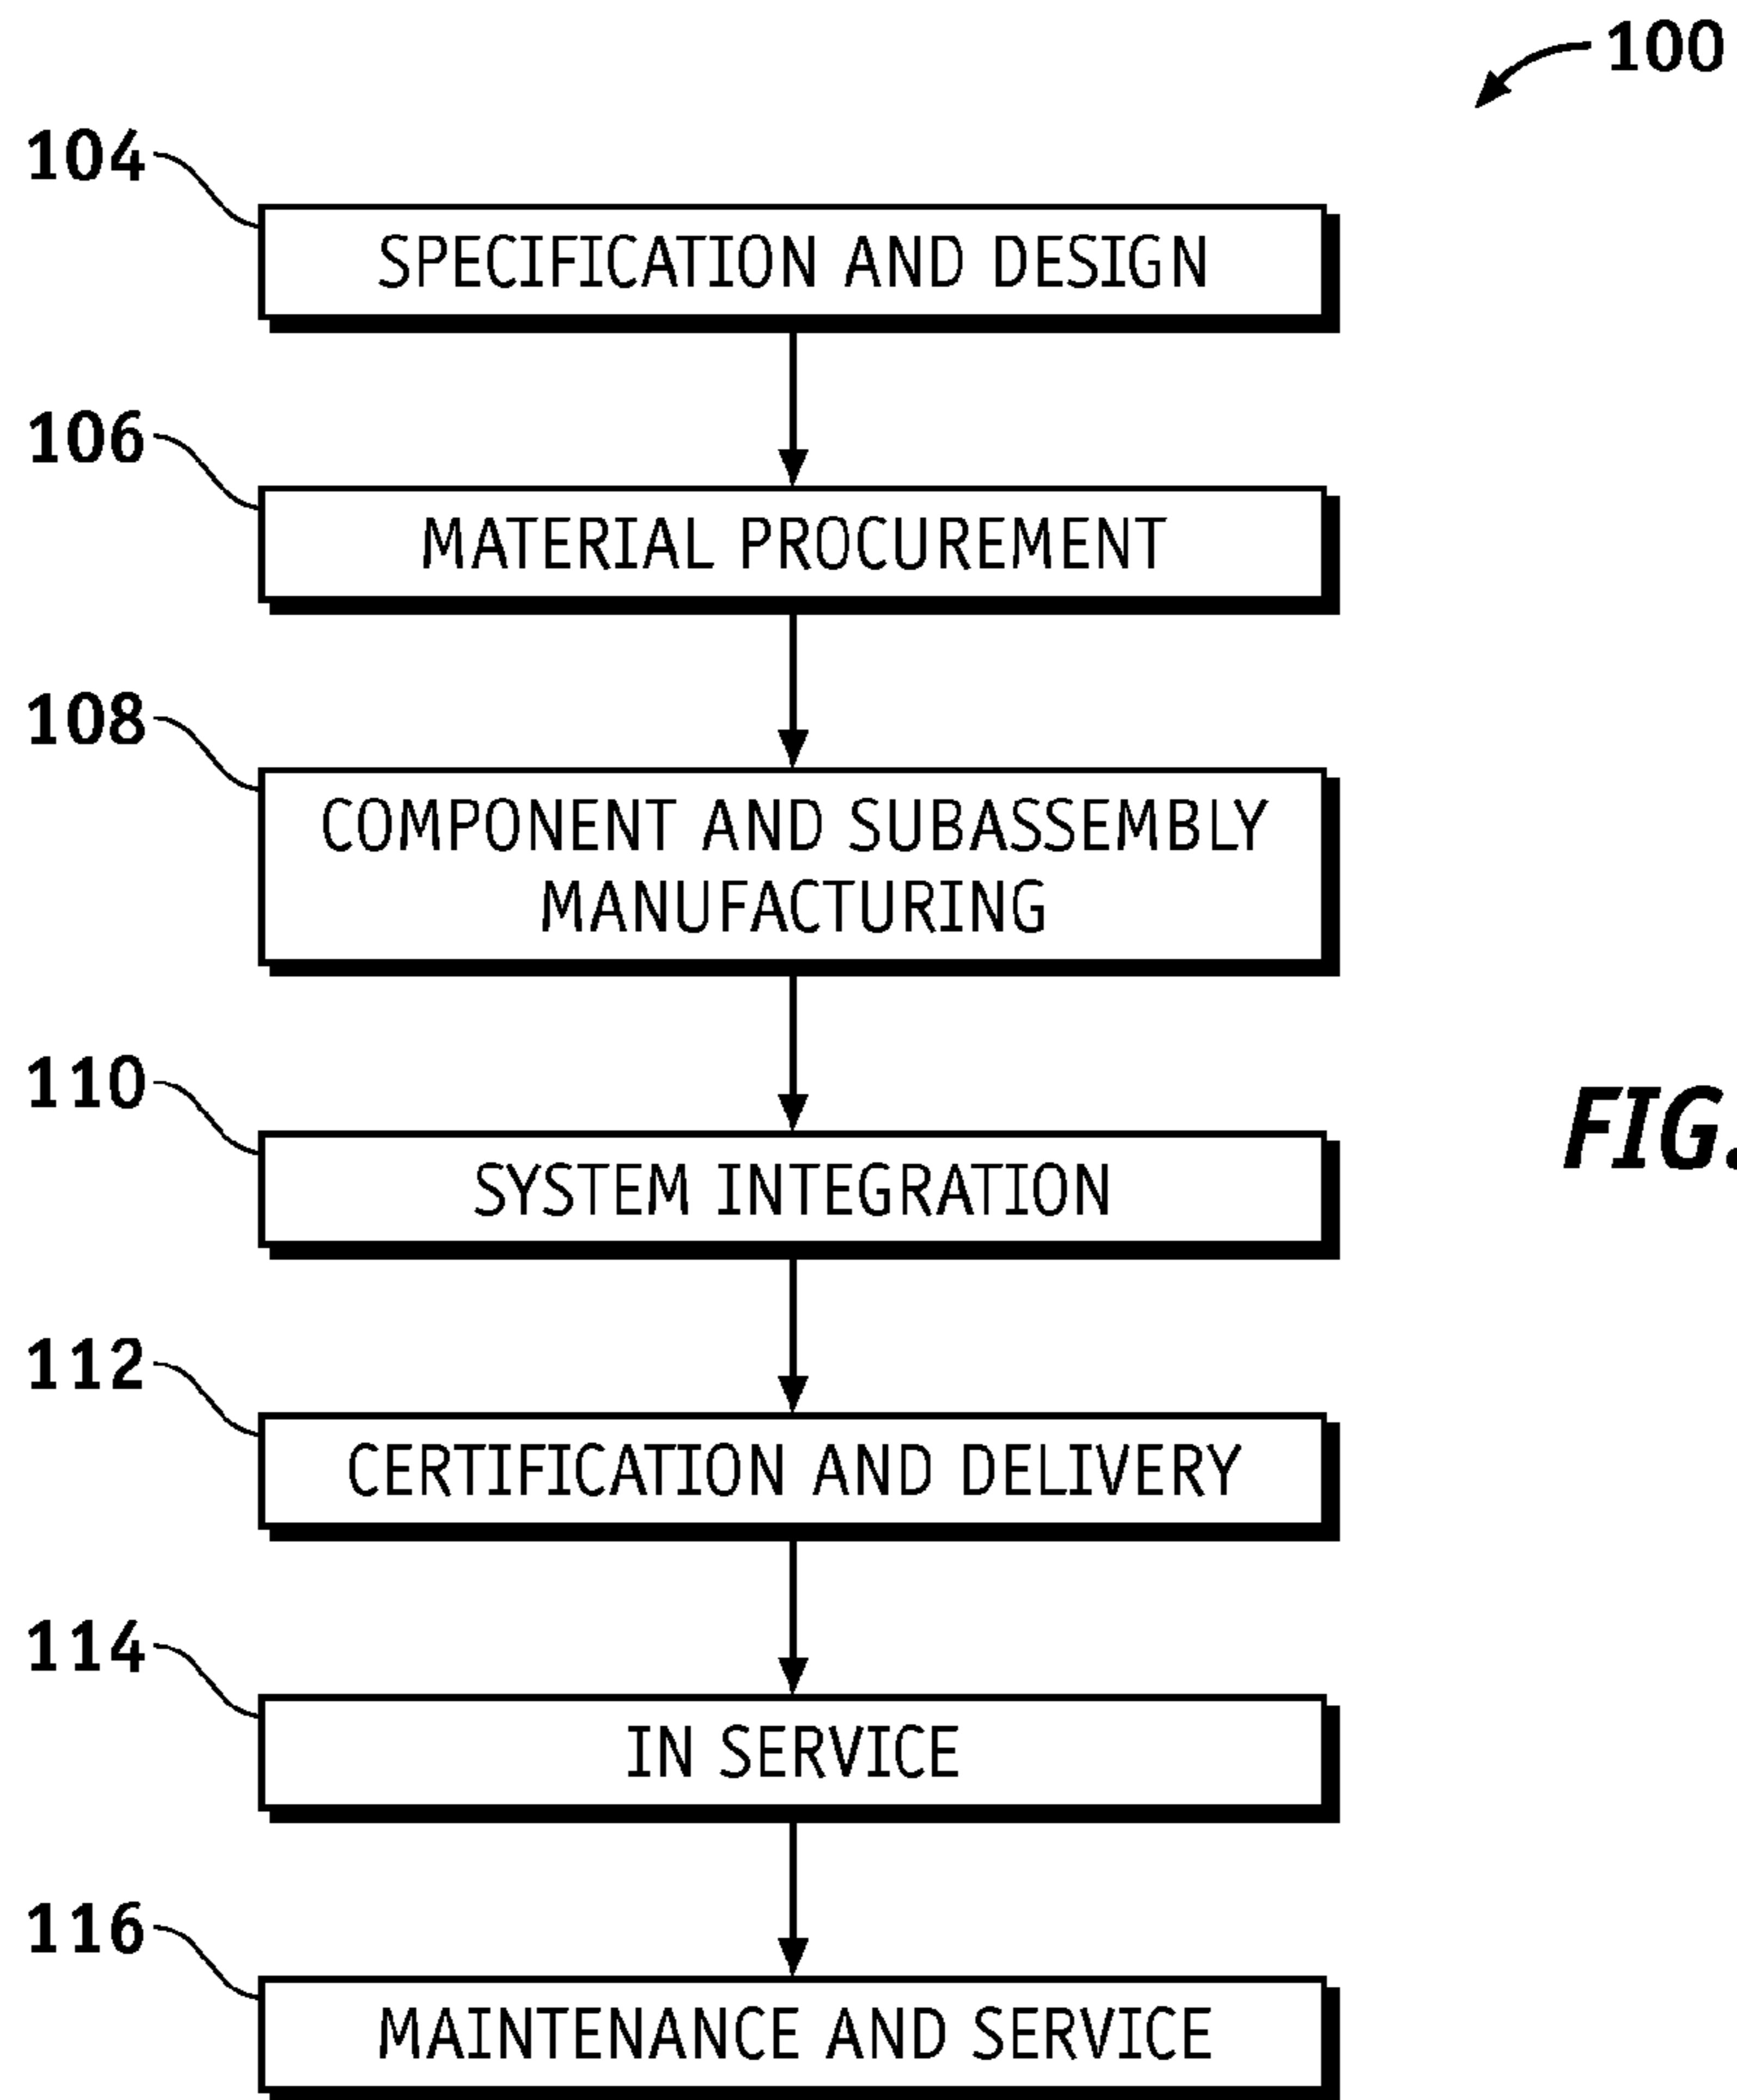 100
104
SPECIFICATION AND DESIGN
106
MATERIAL PROCUREMENT
108
COMPONENT AND SUBASSEMBLY
MANUFACTURING
110
SYSTEM INTEGRATION
FIG.
112
CERTIFICATION AND DELIVERY
114
IN SERVICE
116
MAINTENANCE AND SERVICE